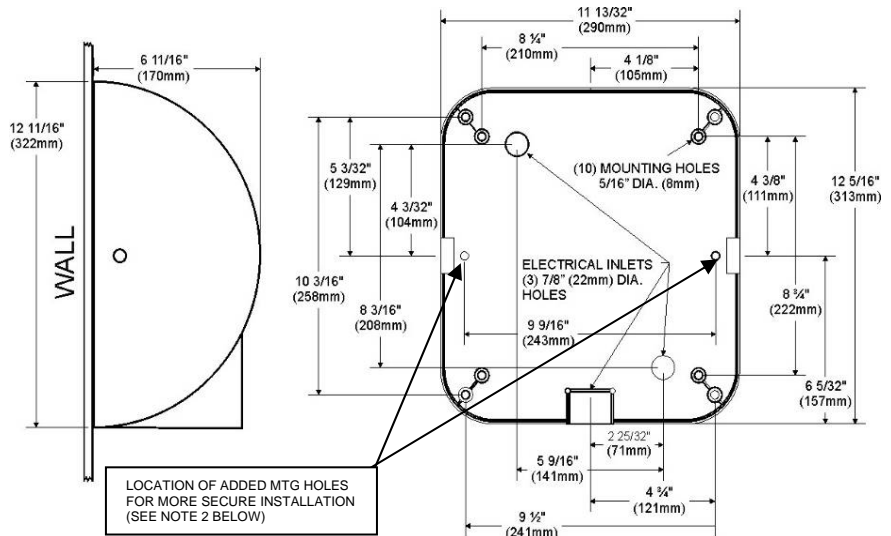 11 13/32"
(290mm)
8 ¼"
(210mm)
4 1/8"
(105mm)
6 11/16"
(170mm)
12 11/16"
(322mm)
WALL
5 3/32"
(129mm)
4 3/32"
(104mm)
10 3/16"
(258mm)
8 3/16"
(208mm)
(10) MOUNTING HOLES
5/16" DIA. (8mm)
4 3/8"
(111mm)
12 5/16"
(313mm)
ELECTRICAL INLETS
(3) 7/8" (22mm) DIA.
HOLES
9 9/16"
(243mm)
8 ¾"
(222mm)
6 5/32"
(157mm)
2 25/32"
(71mm)
5 9/16"
(141mm)
4 ¾"
(121mm)
9 ½"
(241mm)
LOCATION OF ADDED MTG HOLES
FOR MORE SECURE INSTALLATION
(SEE NOTE 2 BELOW)